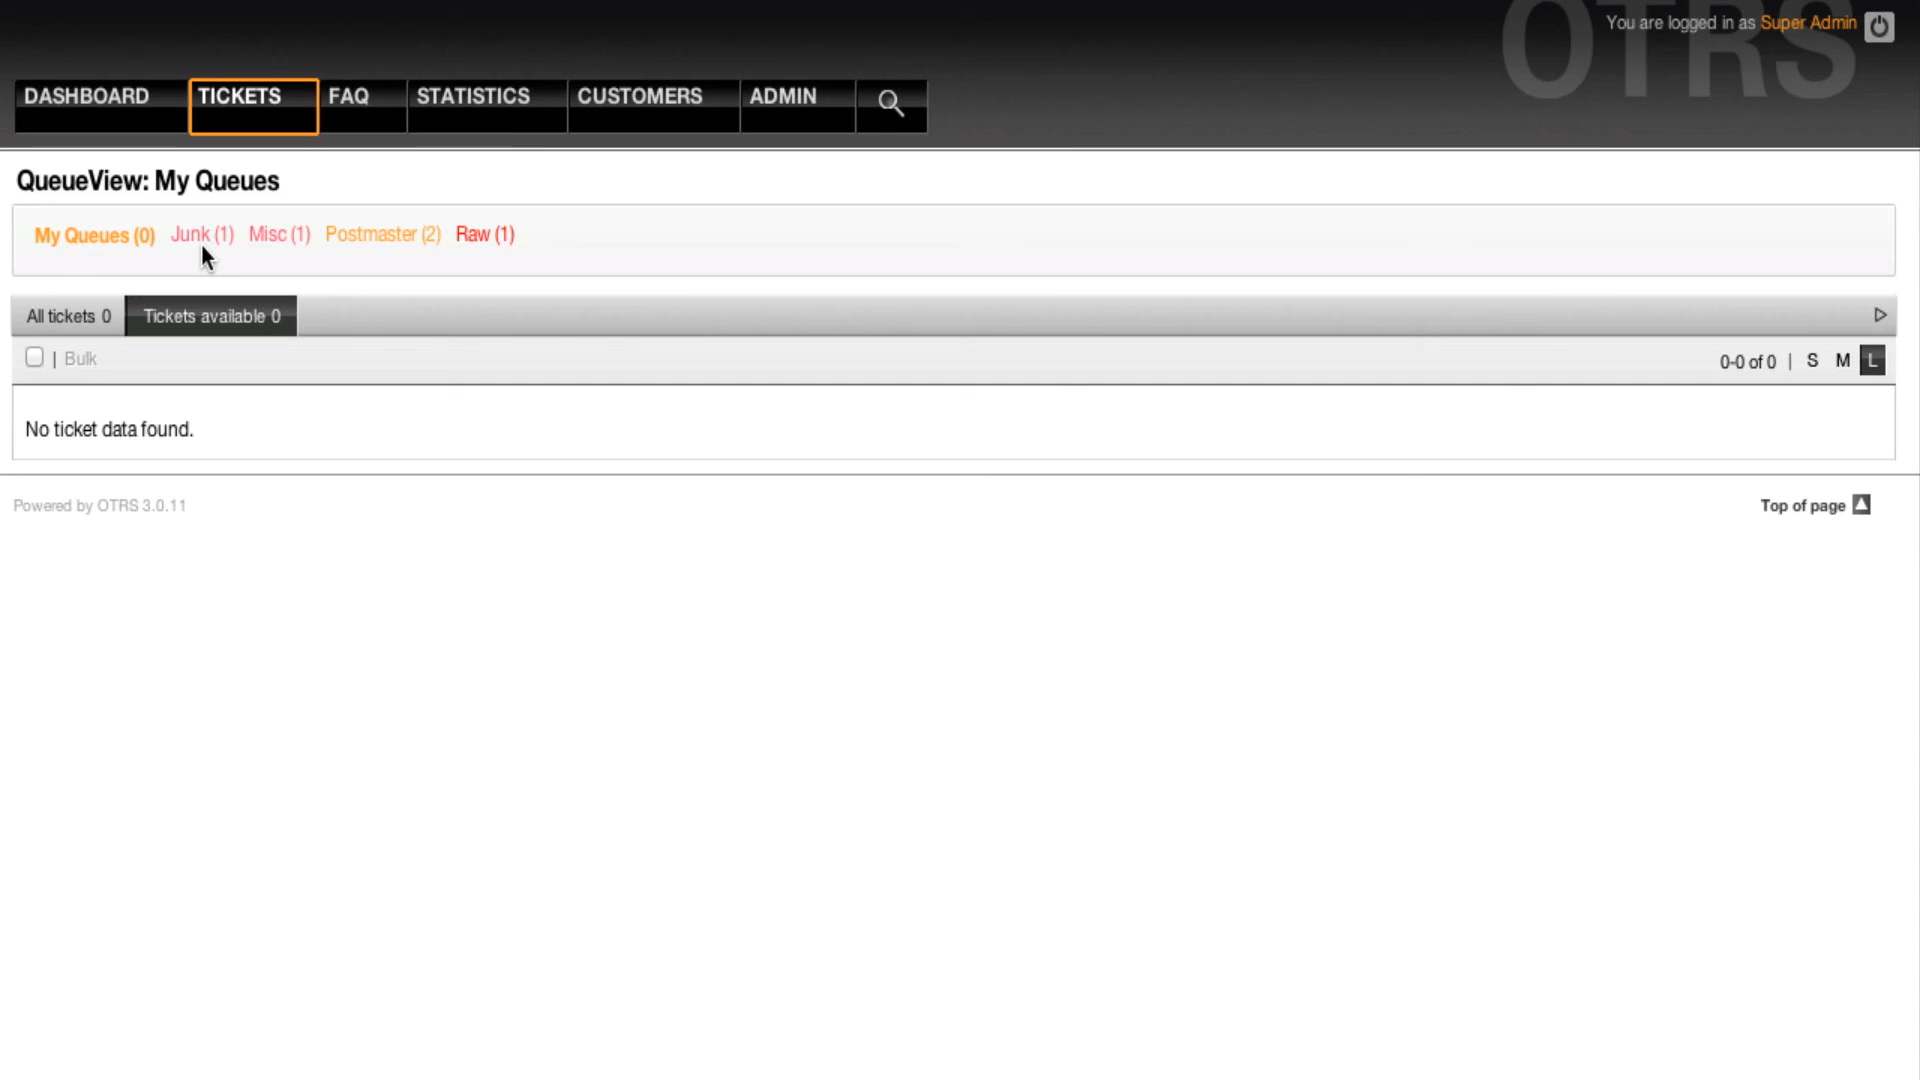 OTRS
You are logged in as Super Admin
DASHBOARD TICKETS FAQ STATISTICS CUSTOMERS ADMIN
QueueView: My Queues
My Queues (0) Junk (1) Misc (1) Postmaster (2) Raw (1)
All tickets 0 Tickets available 0
| Bulk 0-0 of 0 | S M L
No ticket data found.
Powered by OTRS 3.0.11 Top of page